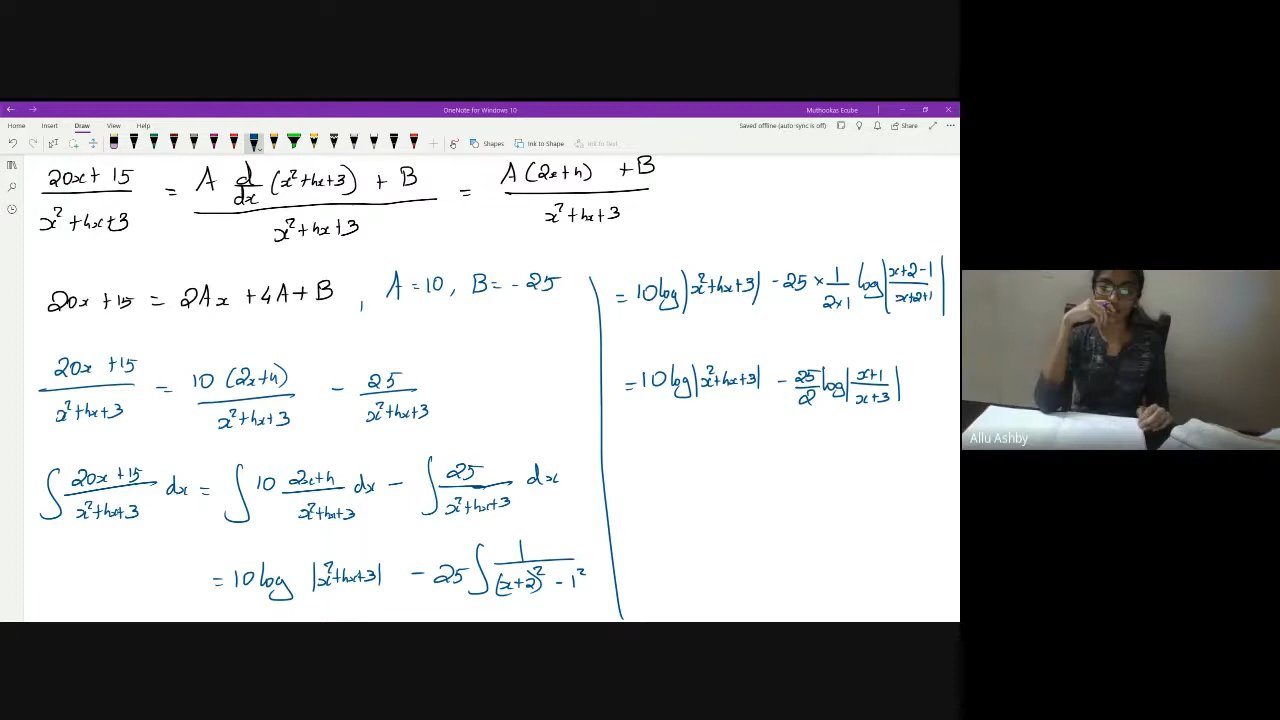 OneNote for Windows 10
Muthookas Ecube
Home Insert Draw View Help
Saved offline (auto-sync is off) Share
Shapes Ink to Shape Ink to Text
(20x + 15)/(x² + 4x + 3) = (A d/dx (x² + 4x + 3) + B)/(x² + 4x + 3) = (A(2x + 4) + B)/(x² + 4x + 3)
20x + 15 = 2Ax + 4A + B , A = 10, B = -25
(20x + 15)/(x² + 4x + 3) = 10(2x + 4)/(x² + 4x + 3) - 25/(x² + 4x + 3)
∫ (20x + 15)/(x² + 4x + 3) dx = ∫ 10 (2x + 4)/(x² + 4x + 3) dx - ∫ 25/(x² + 4x + 3) dx
= 10 log |x² + 4x + 3| - 25 ∫ 1/((x + 2)² - 1²)
= 10 log |x² + 4x + 3| - 25 × 1/(2×1) log |(x+2-1)/(x+2+1)|
= 10 log |x² + 4x + 3| - 25/2 log |(x+1)/(x+3)|
Allu Ashby